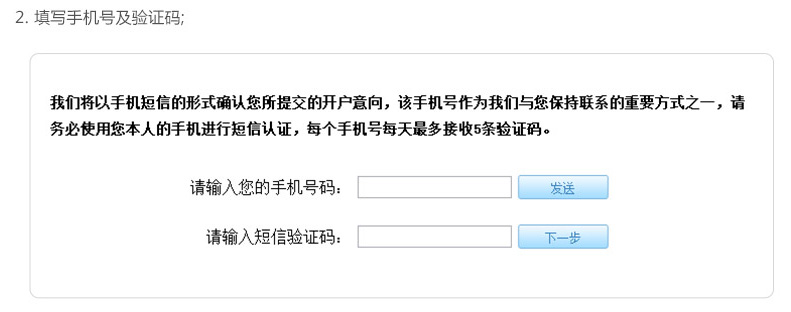 2. 填写手机号及验证码;
我们将以手机短信的形式确认您所提交的开户意向，该手机号作为我们与您保持联系的重要方式之一，请
务必使用您本人的手机进行短信认证，每个手机号每天最多接收5条验证码。
请输入您的手机号码： 发送
请输入短信验证码： 下一步